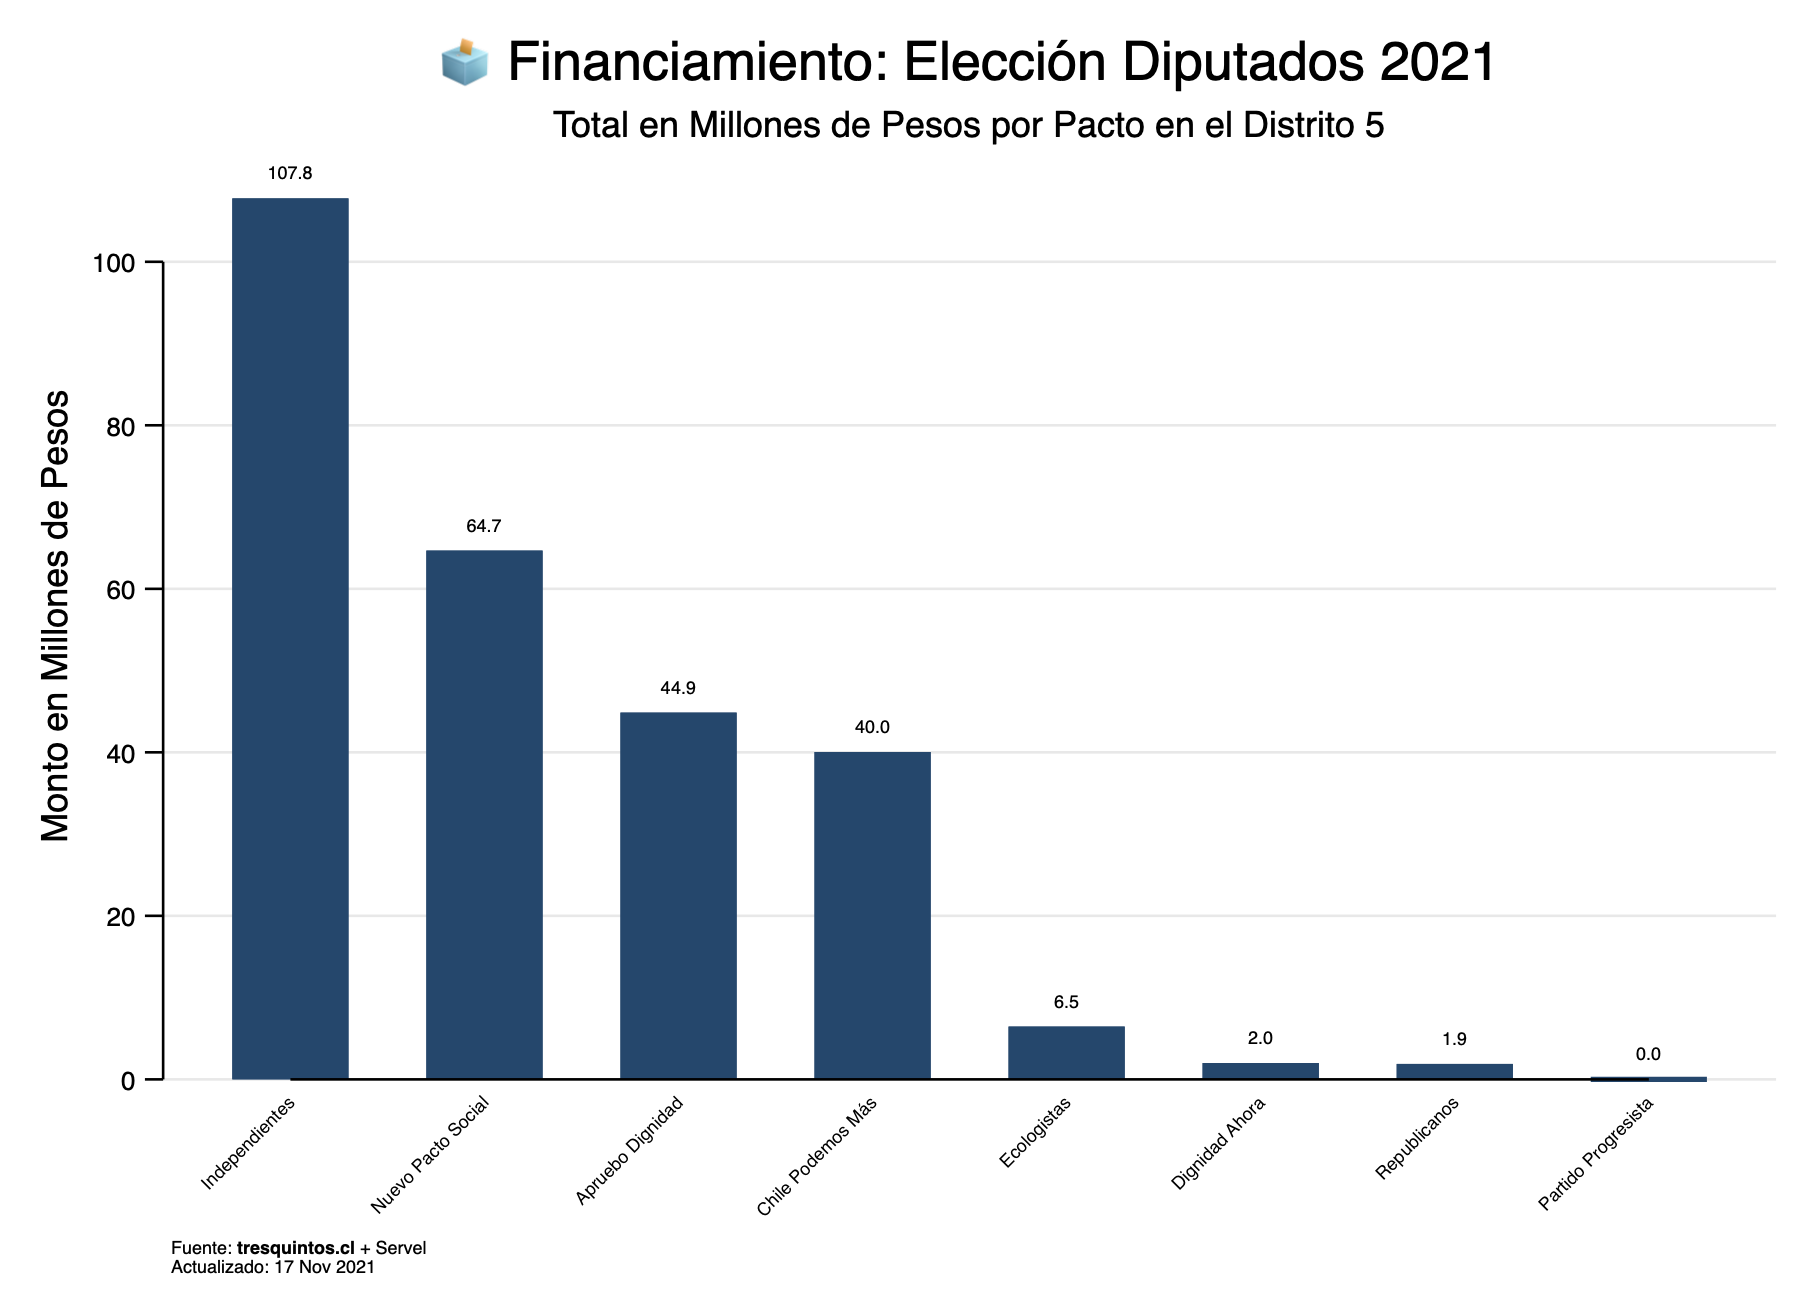 Financiamiento: Elección Diputados 2021
Total en Millones de Pesos por Pacto en el Distrito 5
Monto en Millones de Pesos
100
80
60
40
20
0
107.8
64.7
44.9
40.0
6.5
2.0
1.9
0.0
Independientes
Nuevo Pacto Social
Apruebo Dignidad
Chile Podemos Más
Ecologistas
Dignidad Ahora
Republicanos
Partido Progresista
Fuente: tresquintos.cl + Servel
Actualizado: 17 Nov 2021